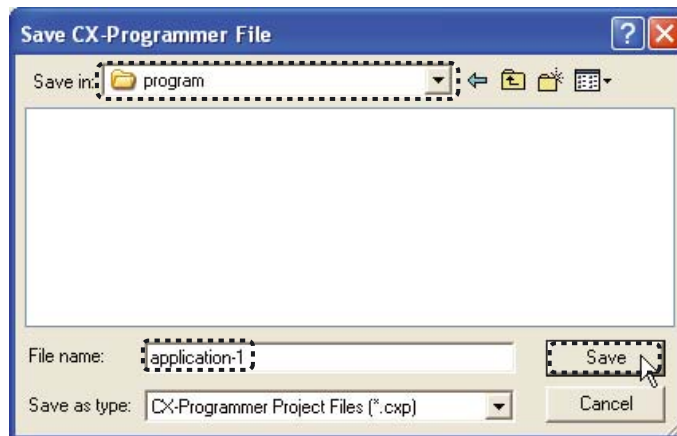 Save CX-Programmer File
Save in: program
File name: application-1 Save
Save as type: CX-Programmer Project Files (*.cxp) Cancel